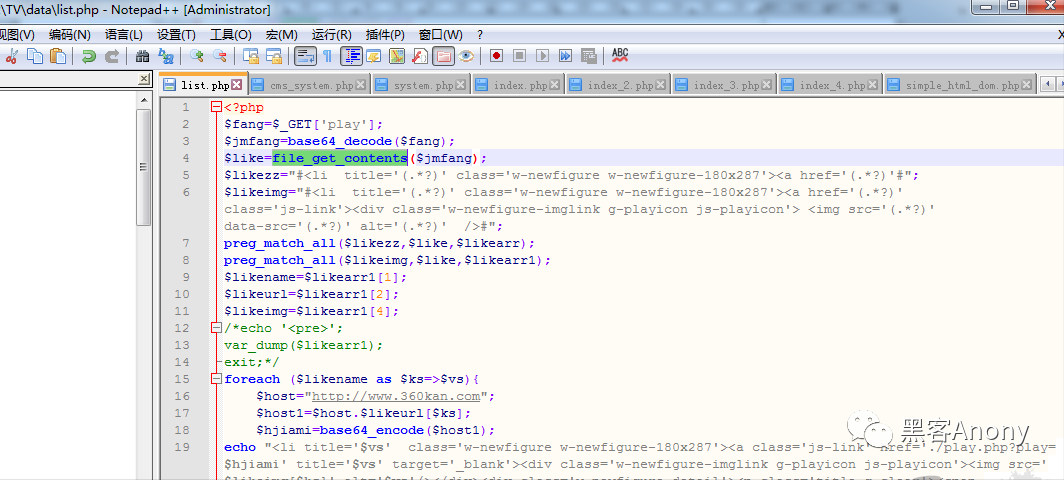 \TV\data\list.php - Notepad++ [Administrator]
视图(V) 编码(N) 语言(L) 设置(T) 工具(O) 宏(M) 运行(R) 插件(P) 窗口(W) ?
list.php cms_system.php system.php index.php index_2.php index_3.php index_4.php simple_html_dom.php
1 <?php
2 $fang=$_GET['play'];
3 $jmfang=base64_decode($fang);
4 $like=file_get_contents($jmfang);
5 $likezz="#<li  title='(.*?)' class='w-newfigure w-newfigure-180x287'><a href='(.*?)'#";
6 $likeimg="#<li  title='(.*?)' class='w-newfigure w-newfigure-180x287'><a href='(.*?)'
class='js-link'><div class='w-newfigure-imglink g-playicon js-playicon'> <img src='(.*?)'
data-src='(.*?)' alt='(.*?)'  />#";
7 preg_match_all($likezz,$like,$likearr);
8 preg_match_all($likeimg,$like,$likearr1);
9 $likename=$likearr1[1];
10 $likeurl=$likearr1[2];
11 $likeimg=$likearr1[4];
12 /*echo '<pre>';
13 var_dump($likearr1);
14 exit;*/
15 foreach ($likename as $ks=>$vs){
16 $host="http://www.360kan.com";
17 $host1=$host.$likeurl[$ks];
18 $hjiami=base64_encode($host1);
19 echo "<li title='$vs'  class='w-newfigure w-newfigure-180x287'><a class='js-link' href='./play.php?play=
$hjiami' title='$vs' target='_blank'><div class='w-newfigure-imglink g-playicon js-playicon'><img src='
黑客Anony